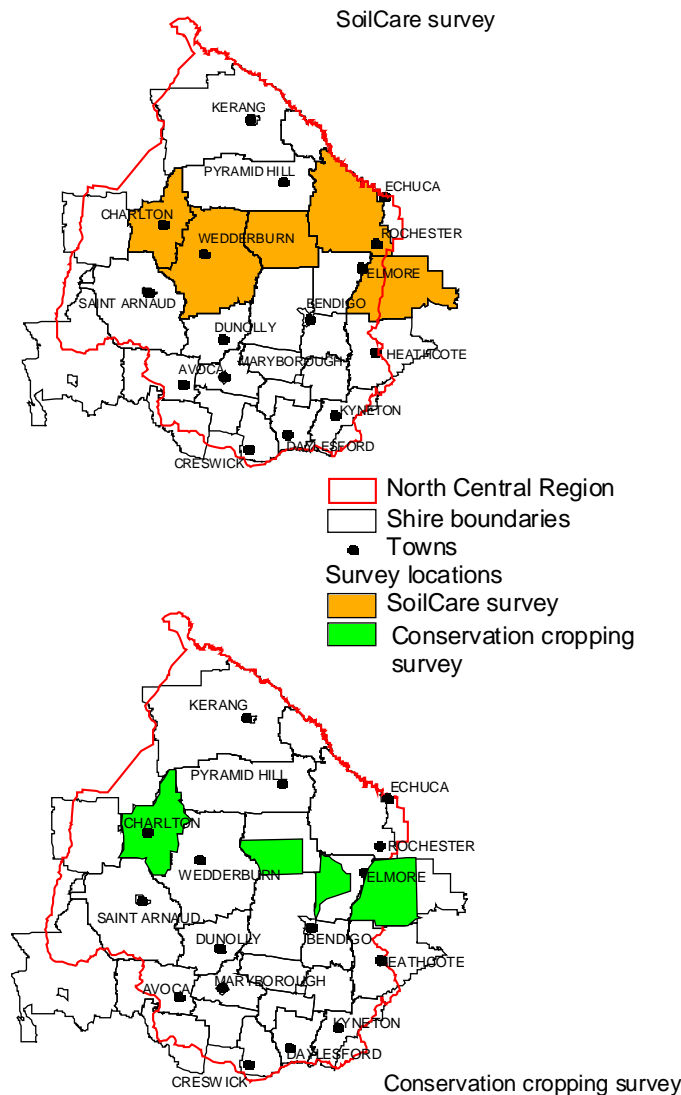 SoilCare survey
KERANG
PYRAMID HILL
ECHUCA
CHARLTON
WEDDERBURN
ROCHESTER
ELMORE
SAINT ARNAUD
BENDIGO
DUNOLLY
HEATHCOTE
MARYBOROUGH
AVOCA
KYNETON
DAYLESFORD
CRESWICK
North Central Region
Shire boundaries
Towns
Survey locations
SoilCare survey
Conservation cropping
survey
KERANG
PYRAMID HILL
ECHUCA
CHARLTON
ROCHESTER
WEDDERBURN
ELMORE
SAINT ARNAUD
BENDIGO
DUNOLLY
HEATHCOTE
MARYBOROUGH
AVOCA
KYNETON
DAYLESFORD
CRESWICK
Conservation cropping survey